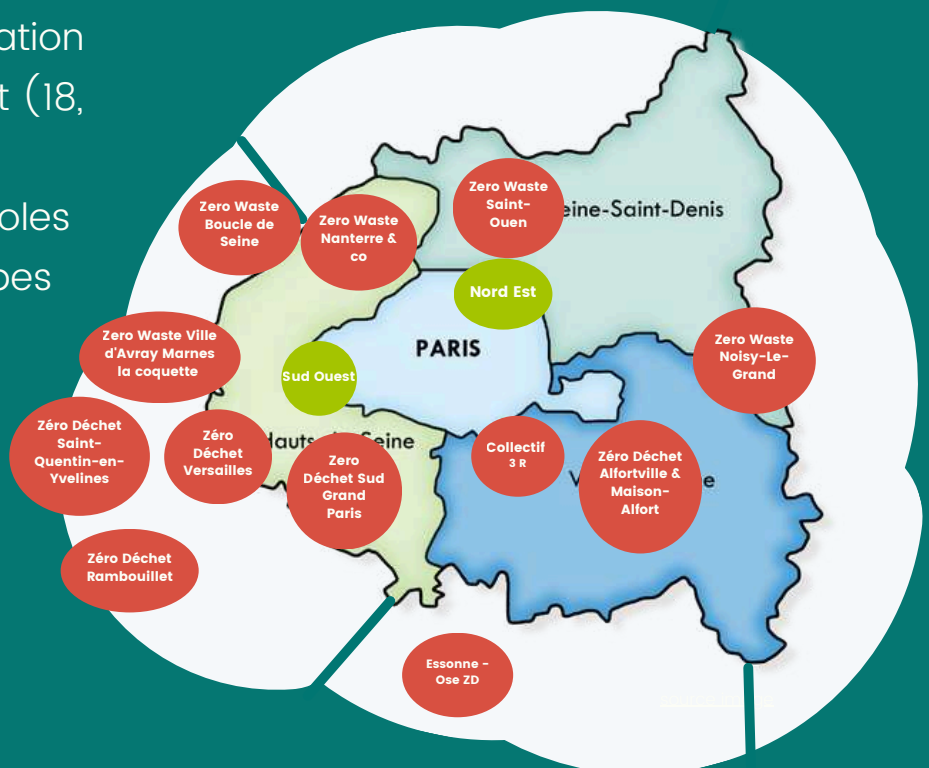 ation
t (18,
oles
pes
Zero Waste
Boucle de
Seine
Zero Waste
Nanterre &
co
Zero Waste
Saint-
Ouen
eine-Saint-Denis
Nord Est
PARIS
Zero Waste Ville
d'Avray Marnes
la coquette
Sud Ouest
Zero Waste
Noisy-Le-
Grand
Zéro Déchet
Saint-
Quentin-en-
Yvelines
Zéro
Déchet
Versailles
Hauts-de-Seine
Zero
Déchet Sud
Grand
Paris
Collectif
3 R
Zéro Déchet
Alfortville &
Maison-
Alfort
V
e
Zéro Déchet
Rambouillet
Essonne -
Ose ZD